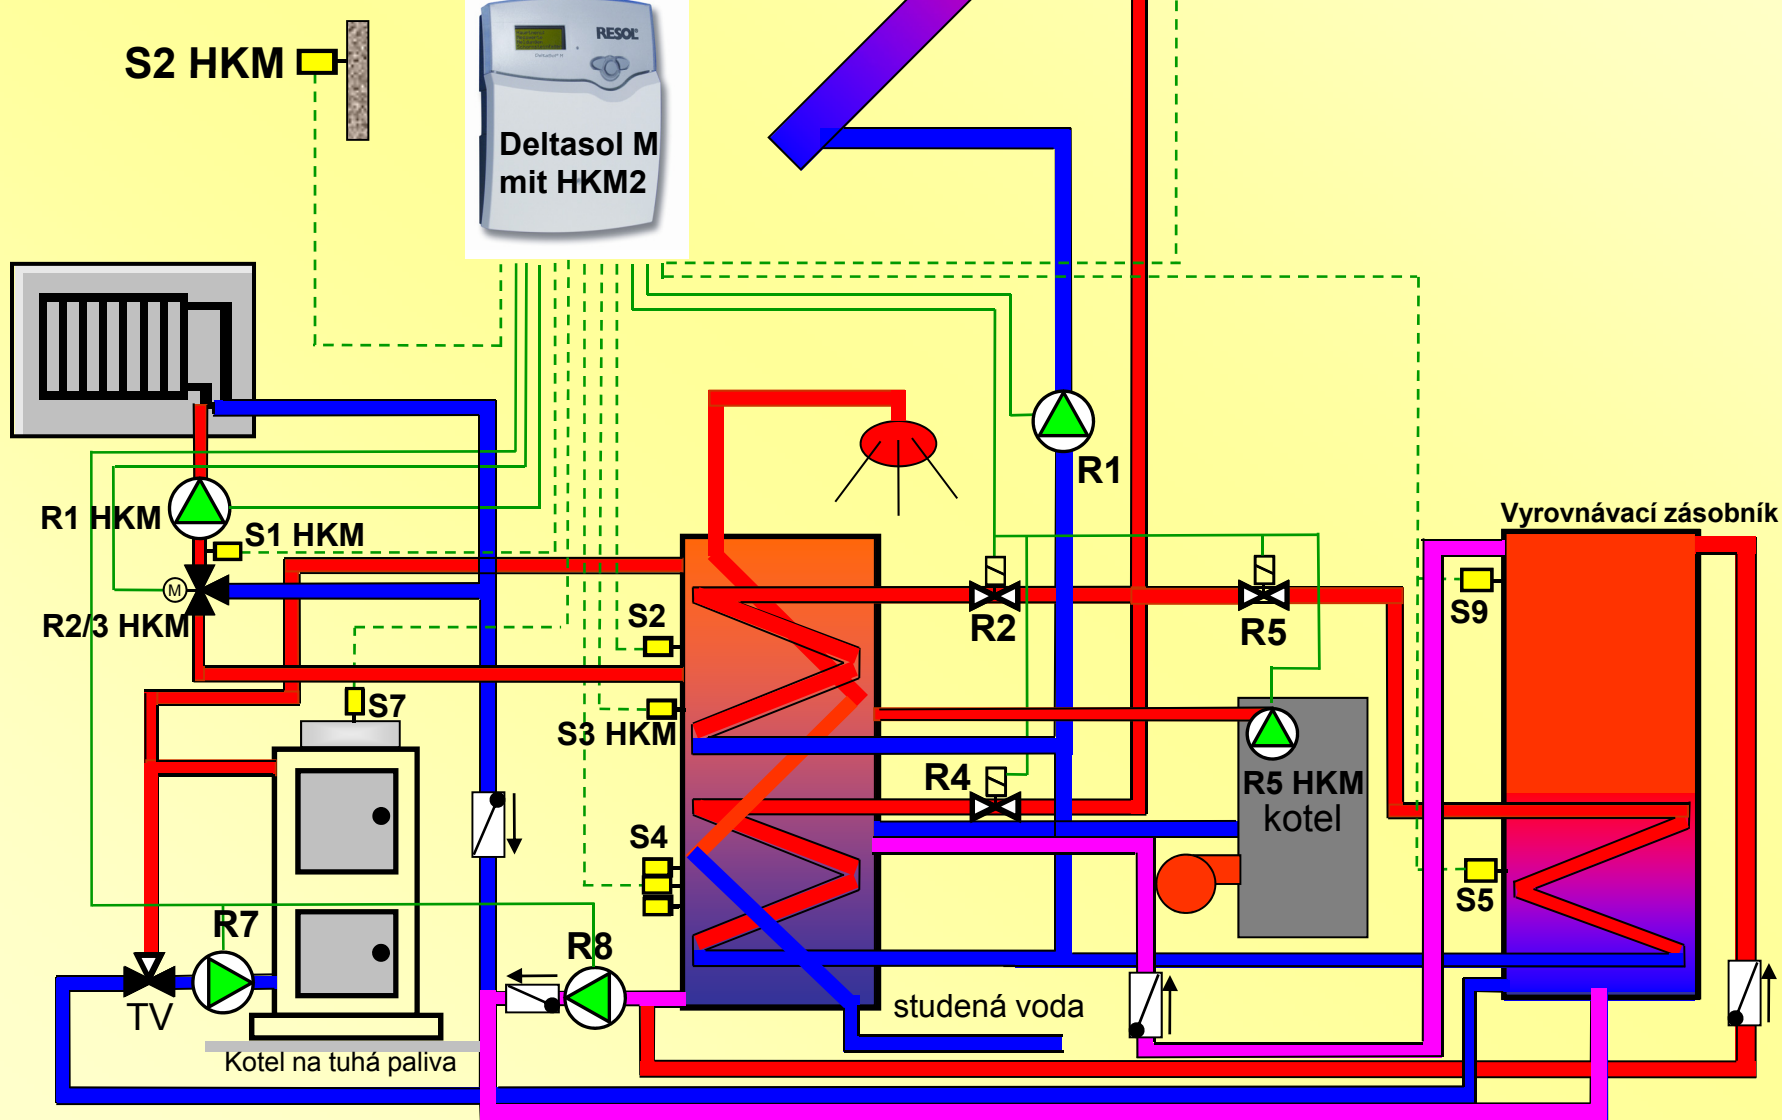 S2 HKM
RESOL
Deltasol M
mit HKM2
R1
R1 HKM
S1 HKM
M
R2/3 HKM
Vyrovnávací zásobník
S2
R2
R5
S9
S7
S3 HKM
R4
R5 HKM
kotel
S4
S5
R7
R8
TV
studená voda
Kotel na tuhá paliva